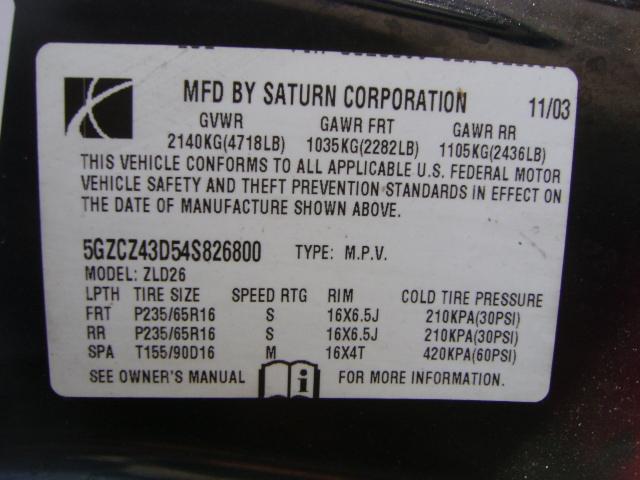 MFD BY SATURN CORPORATION 11/03
GVWR GAWR FRT GAWR RR
2140KG(4718LB) 1035KG(2282LB) 1105KG(2436LB)
THIS VEHICLE CONFORMS TO ALL APPLICABLE U.S. FEDERAL MOTOR
VEHICLE SAFETY AND THEFT PREVENTION STANDARDS IN EFFECT ON
THE DATE OF MANUFACTURE SHOWN ABOVE.
5GZCZ43D54S826800 TYPE: M.P.V.
MODEL: ZLD26
LPTH TIRE SIZE SPEED RTG RIM COLD TIRE PRESSURE
FRT P235/65R16 S 16X6.5J 210KPA(30PSI)
RR P235/65R16 S 16X6.5J 210KPA(30PSI)
SPA T155/90D16 M 16X4T 420KPA(60PSI)
SEE OWNER'S MANUAL i FOR MORE INFORMATION.